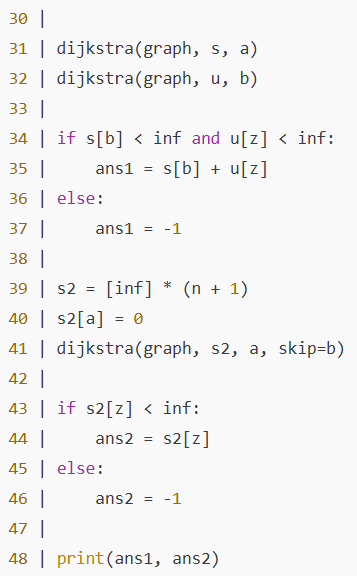 30 |
31 | dijkstra(graph, s, a)
32 | dijkstra(graph, u, b)
33 |
34 | if s[b] < inf and u[z] < inf:
35 |     ans1 = s[b] + u[z]
36 | else:
37 |     ans1 = -1
38 |
39 | s2 = [inf] * (n + 1)
40 | s2[a] = 0
41 | dijkstra(graph, s2, a, skip=b)
42 |
43 | if s2[z] < inf:
44 |     ans2 = s2[z]
45 | else:
46 |     ans2 = -1
47 |
48 | print(ans1, ans2)